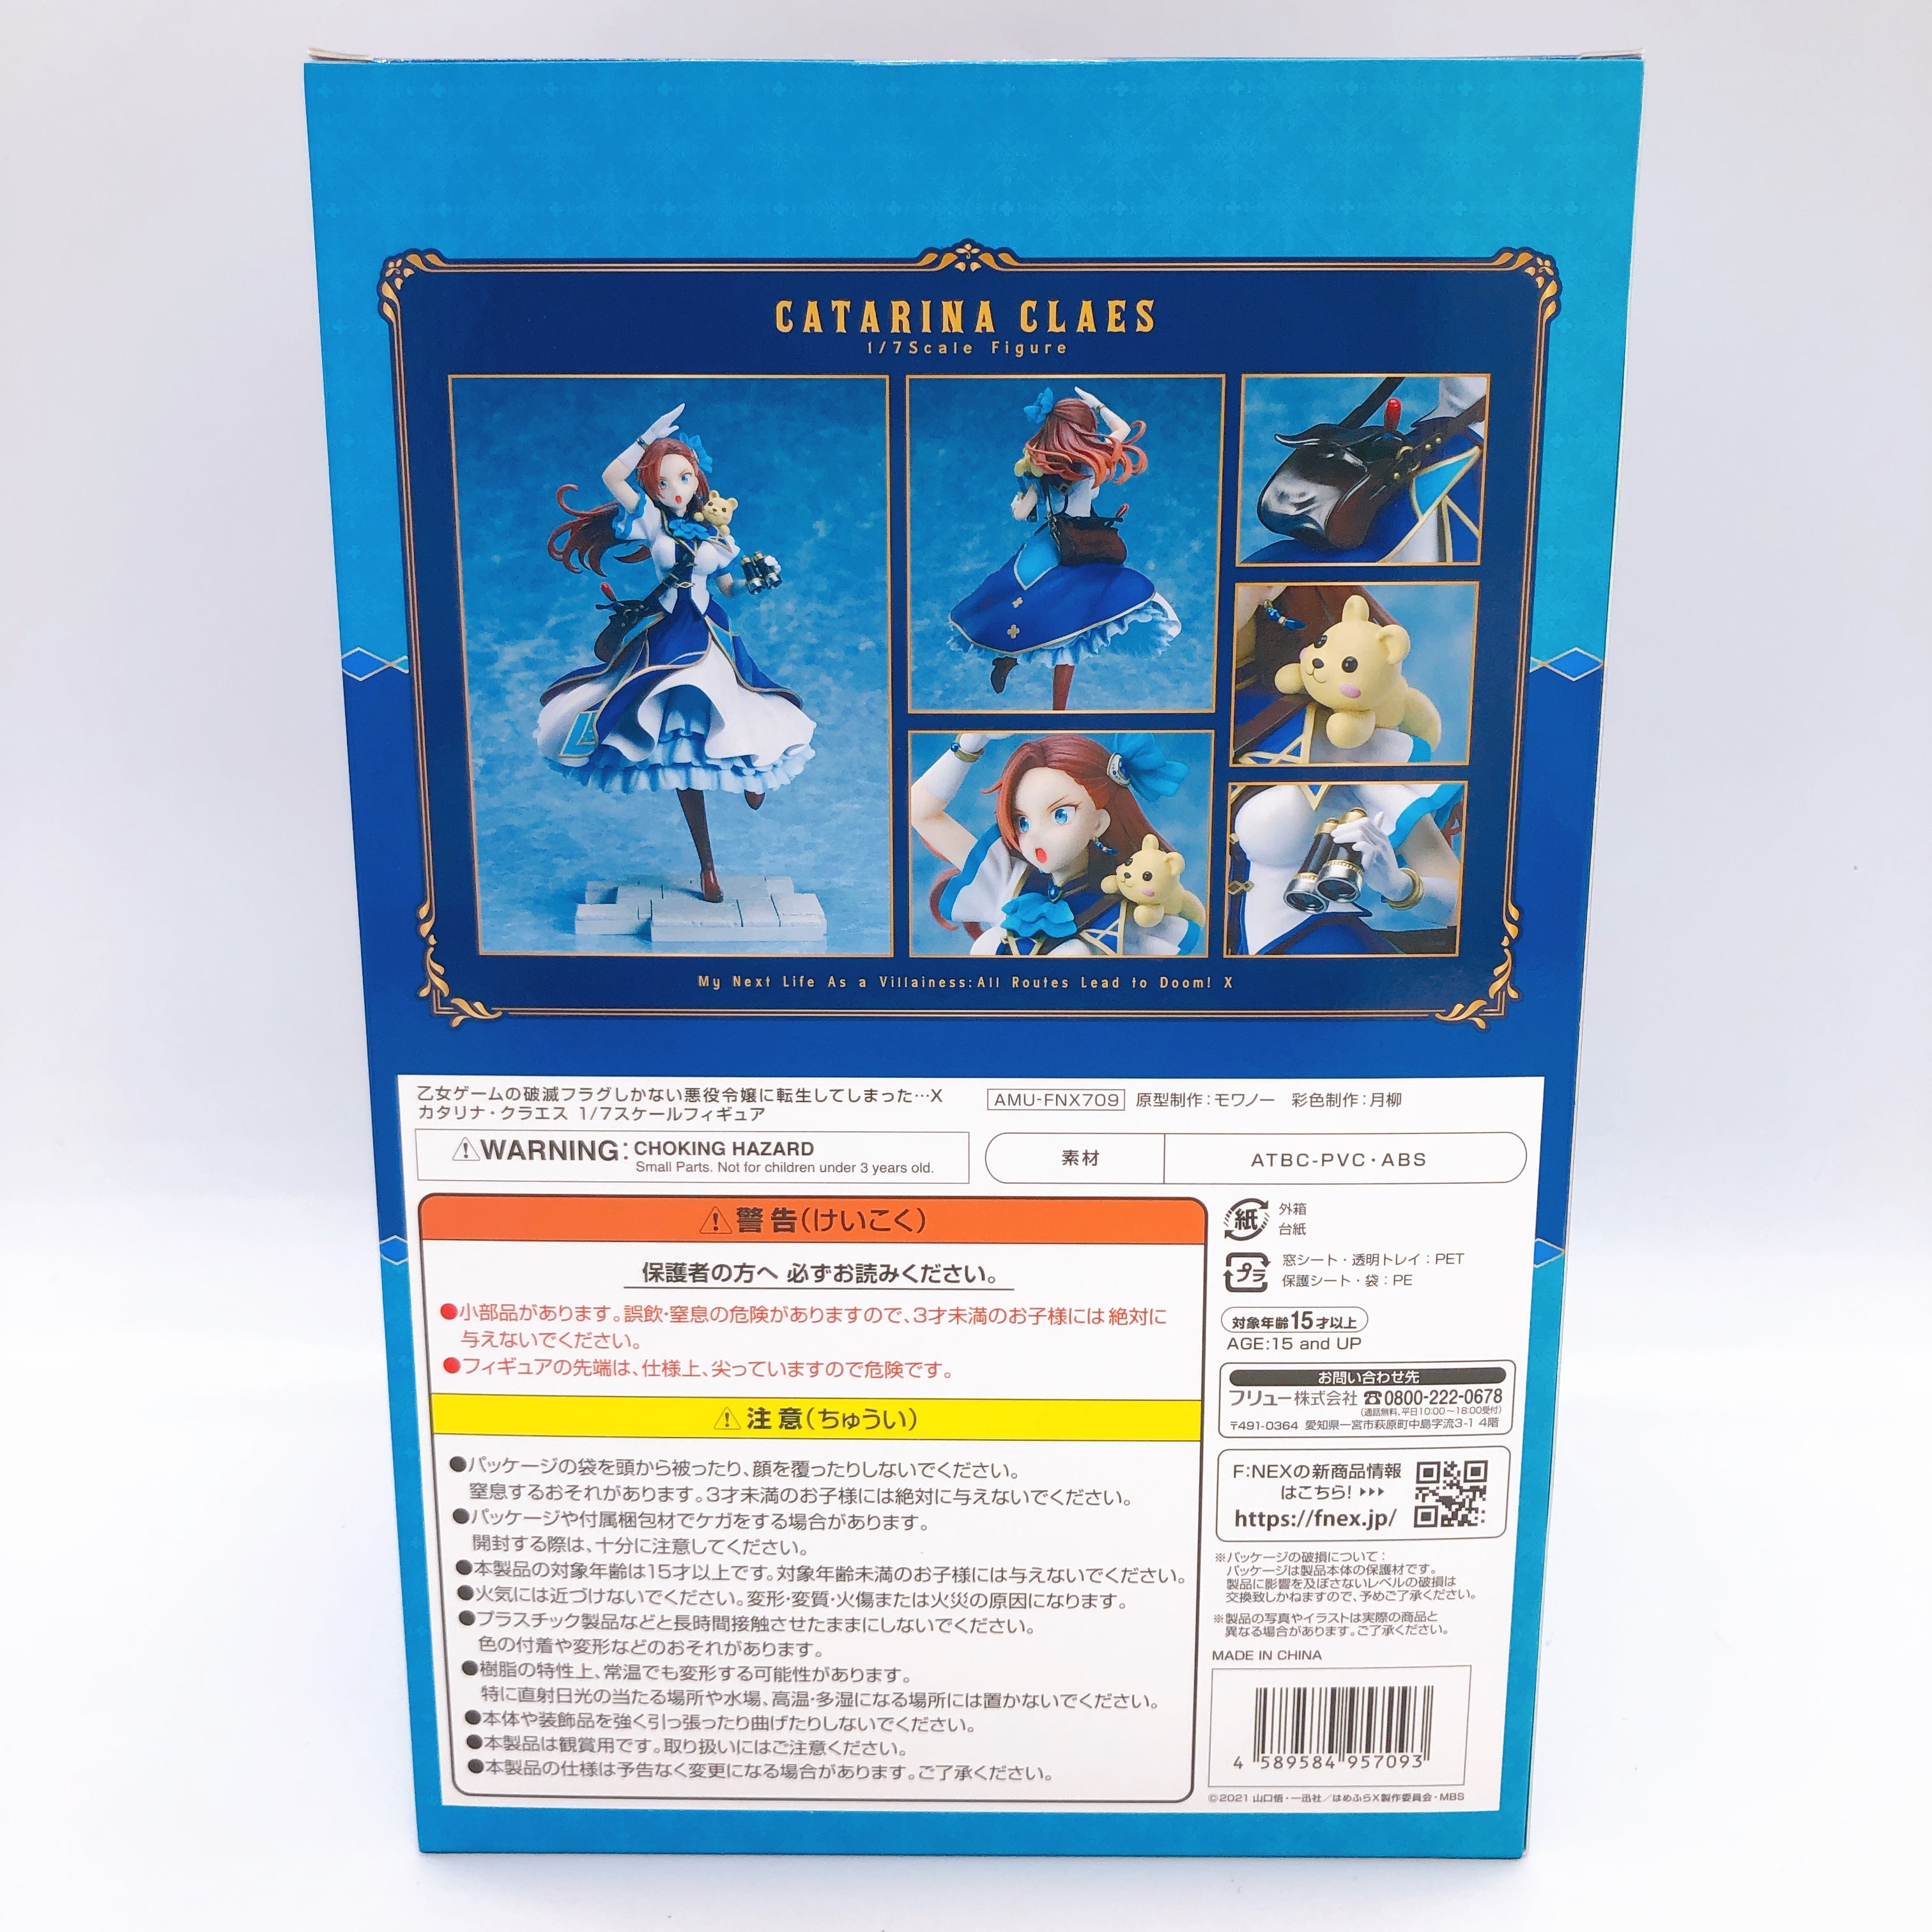 CATARINA CLAES
1/7Scale Figure
My Next Life As a Villainess:All Routes Lead to Doom! X
乙女ゲームの破滅フラグしかない悪役令嬢に転生してしまった…X
カタリナ・クラエス 1/7スケールフィギュア
AMU-FNX709 原型制作：モワノー 彩色制作：月柳
⚠WARNING: CHOKING HAZARD
Small Parts. Not for children under 3 years old.
素材 ATBC-PVC・ABS
⚠警告(けいこく)
保護者の方へ 必ずお読みください。
●小部品があります。誤飲・窒息の危険がありますので、3才未満のお子様には絶対に
与えないでください。
●フィギュアの先端は、仕様上、尖っていますので危険です。
⚠注意(ちゅうい)
●パッケージの袋を頭から被ったり、顔を覆ったりしないでください。
窒息するおそれがあります。3才未満のお子様には絶対に与えないでください。
●パッケージや付属梱包材でケガをする場合があります。
開封する際は、十分に注意してください。
●本製品の対象年齢は15才以上です。対象年齢未満のお子様には与えないでください。
●火気には近づけないでください。変形・変質・火傷または火災の原因になります。
●プラスチック製品などと長時間接触させたままにしないでください。
色の付着や変形などのおそれがあります。
●樹脂の特性上、常温でも変形する可能性があります。
特に直射日光の当たる場所や水場、高温・多湿になる場所には置かないでください。
●本体や装飾品を強く引っ張ったり曲げたりしないでください。
●本製品は観賞用です。取り扱いにはご注意ください。
●本製品の仕様は予告なく変更になる場合があります。ご了承ください。
紙 外箱
台紙
プラ 窓シート・透明トレイ：PET
保護シート・袋：PE
対象年齢15才以上
AGE:15 and UP
お問い合わせ先
フリュー株式会社 ☎0800-222-0678
(通話無料、平日10:00～18:00受付)
〒491-0364 愛知県一宮市萩原町中島字流3-1 4階
F:NEXの新商品情報
はこちら!▶▶▶
https://fnex.jp/
※パッケージの破損について：
パッケージは製品本体の保護材です。
製品に影響を及ぼさないレベルの破損は
交換致しかねますので、予めご了承ください。
※製品の写真やイラストは実際の商品と
異なる場合があります。ご了承ください。
MADE IN CHINA
4 589584 957093
©2021 山口悟・一迅社／はめふらX製作委員会・MBS